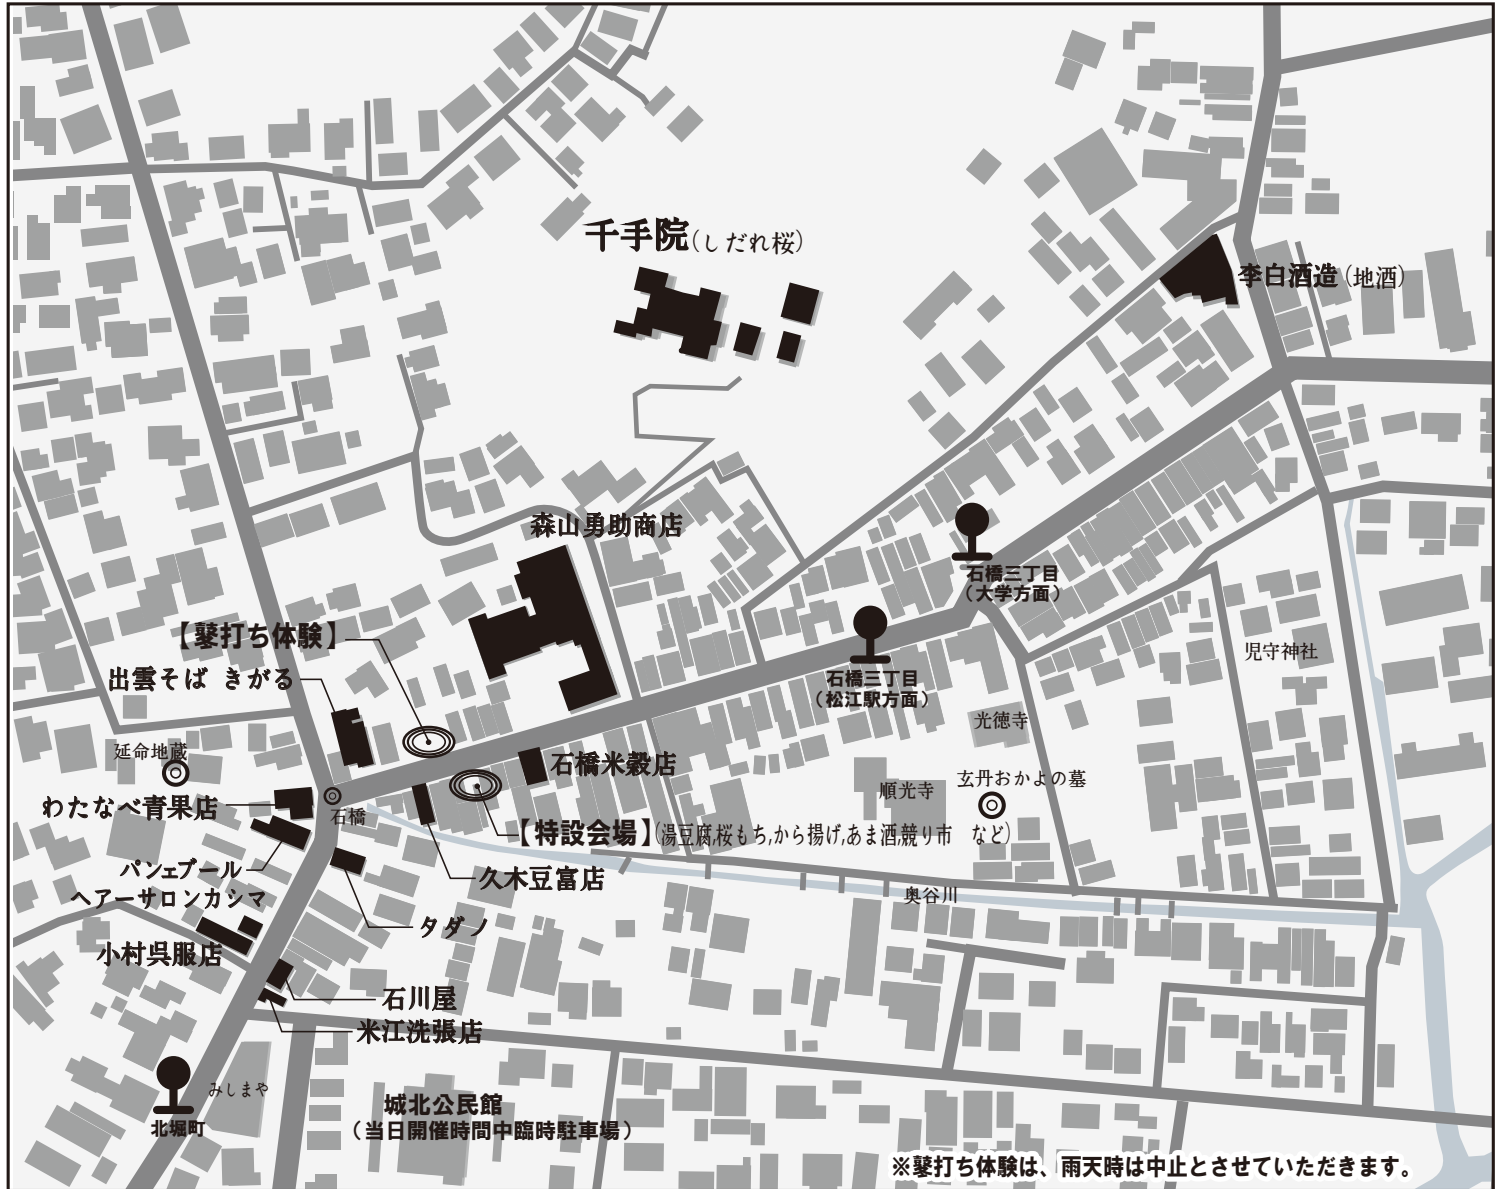 千手院(しだれ桜)
李白酒造(地酒)
森山勇助商店
石橋三丁目
(大学方面)
児守神社
【鼕打ち体験】
出雲そば きがる
石橋三丁目
(松江駅方面)
光徳寺
延命地蔵
石橋米穀店
玄丹おかよの墓
順光寺
わたなべ青果店
石橋
【特設会場】(湯豆腐,桜もち,から揚げ,あま酒,競り市 など)
パンェプール
久木豆富店
ヘアーサロンカシマ
奥谷川
タダノ
小村呉服店
石川屋
米江洗張店
みしまや
城北公民館
(当日開催時間中臨時駐車場)
北堀町
※鼕打ち体験は、雨天時は中止とさせていただきます。